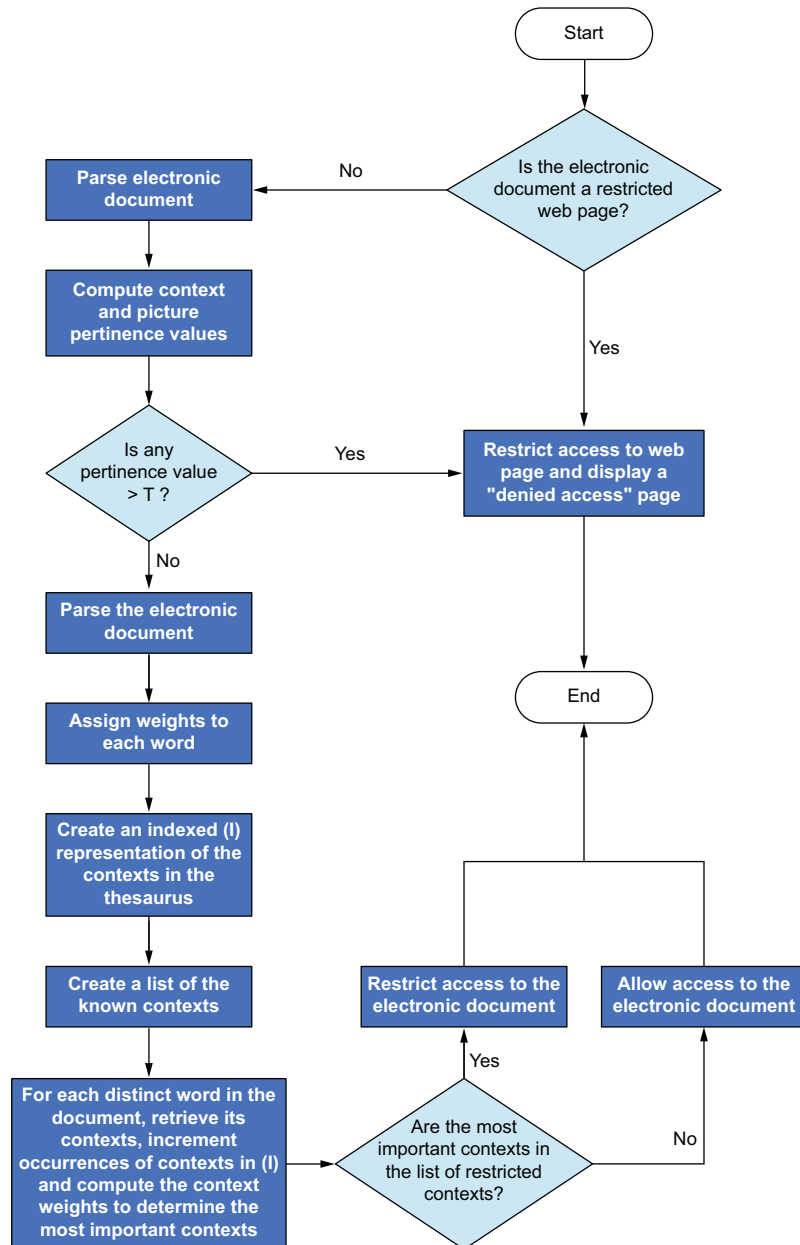 Start
Is the electronic
document a restricted
web page?
No
Yes
Parse electronic
document
Compute context
and picture
pertinence values
Is any
pertinence value
> T ?
Yes
No
Restrict access to web
page and display a
"denied access" page
End
Parse the electronic
document
Assign weights to
each word
Create an indexed (I)
representation of the
contexts in the
thesaurus
Create a list of the
known contexts
For each distinct word in the
document, retrieve its
contexts, increment
occurrences of contexts in (I)
and compute the context
weights to determine the
most important contexts
Are the most
important contexts in
the list of restricted
contexts?
Yes
No
Restrict access to the
electronic document
Allow access to the
electronic document